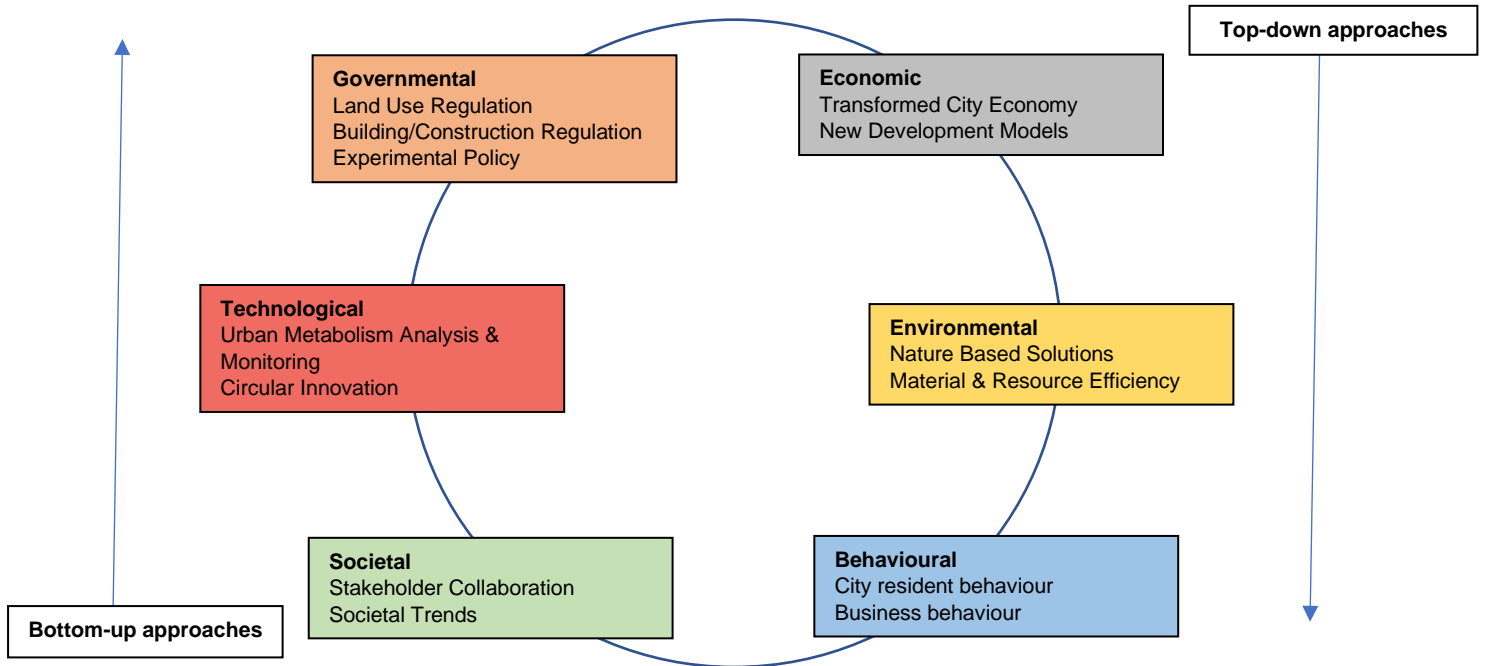 Top-down approaches
Governmental
Land Use Regulation
Building/Construction Regulation
Experimental Policy
Economic
Transformed City Economy
New Development Models
Technological
Urban Metabolism Analysis &
Monitoring
Circular Innovation
Environmental
Nature Based Solutions
Material & Resource Efficiency
Societal
Stakeholder Collaboration
Societal Trends
Behavioural
City resident behaviour
Business behaviour
Bottom-up approaches